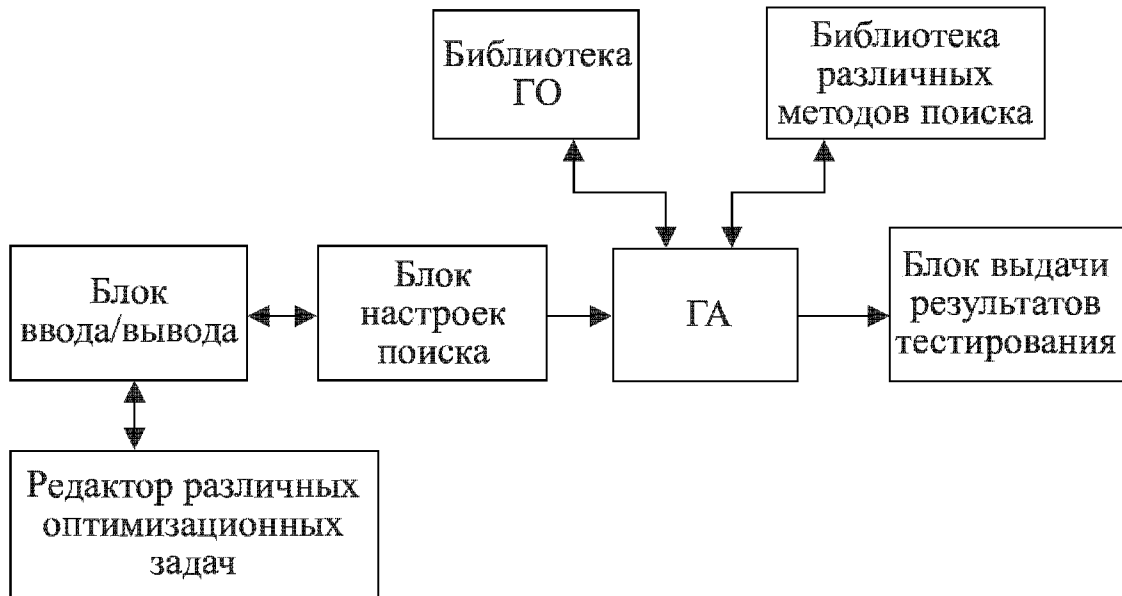 Библиотека
ГО
Библиотека
различных
методов поиска
Блок
ввода/вывода
Блок
настроек
поиска
ГА
Блок выдачи
результатов
тестирования
Редактор различных
оптимизационных
задач